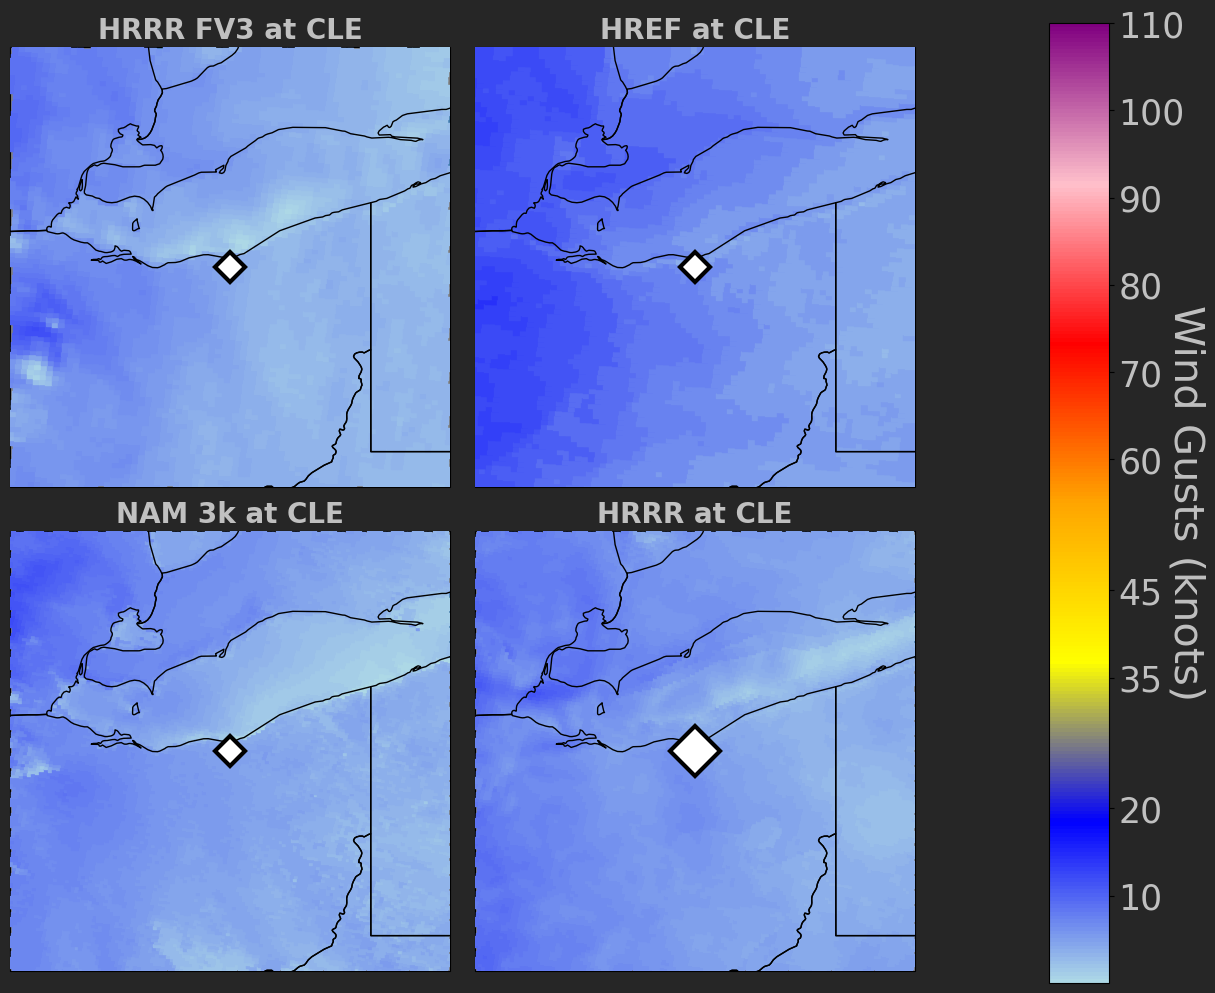 HRRR FV3 at CLE
HREF at CLE
NAM 3k at CLE
HRRR at CLE
110
100
90
80
70
60
45
35
20
10
Wind Gusts (knots)